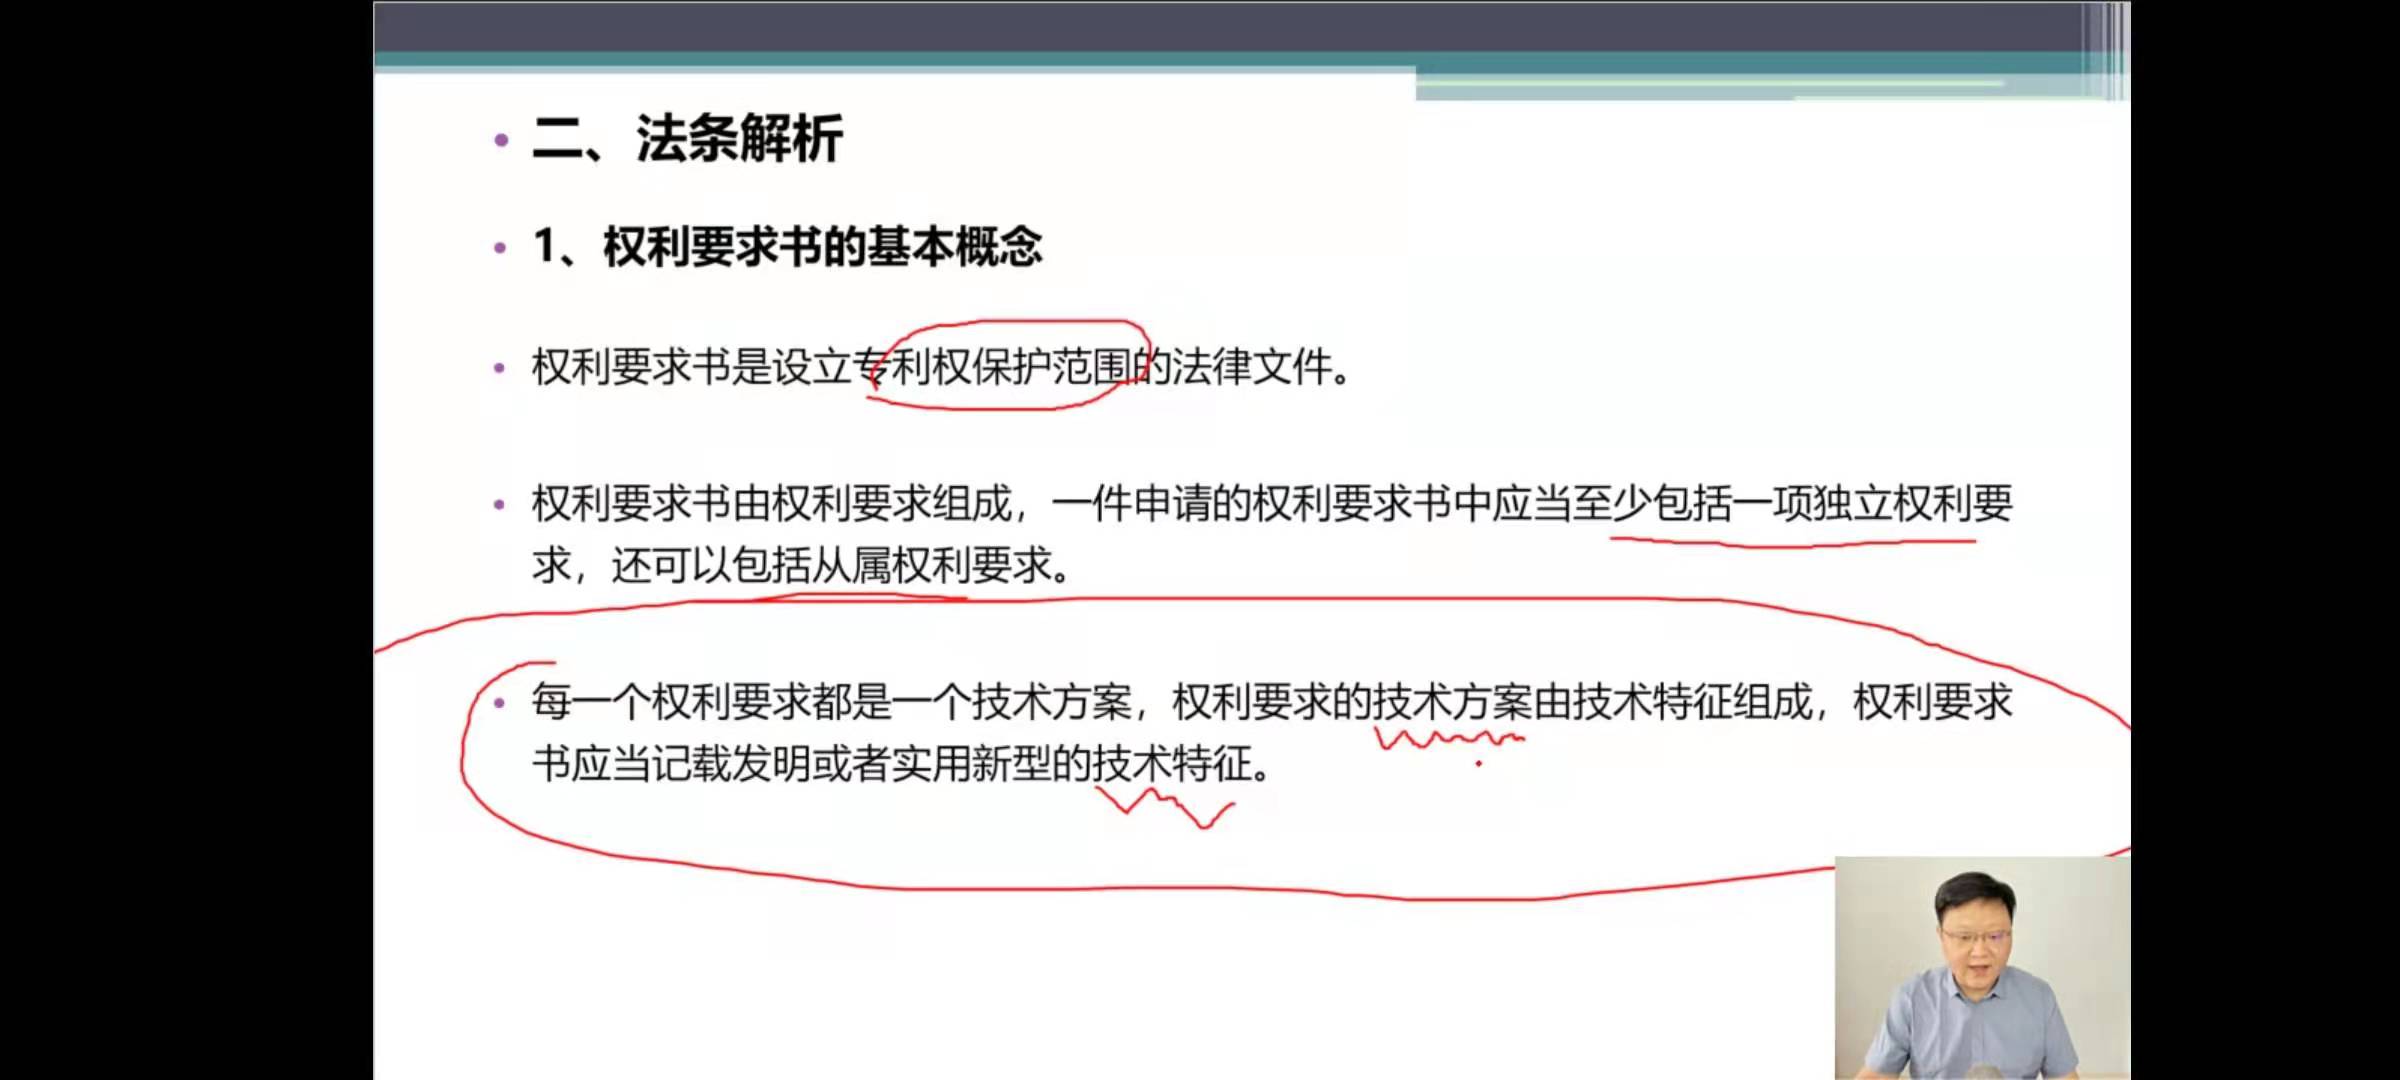 二、法条解析
1、权利要求书的基本概念
权利要求书是设立专利权保护范围的法律文件。
权利要求书由权利要求组成，一件申请的权利要求书中应当至少包括一项独立权利要
求，还可以包括从属权利要求。
每一个权利要求都是一个技术方案，权利要求的技术方案由技术特征组成，权利要求
书应当记载发明或者实用新型的技术特征。